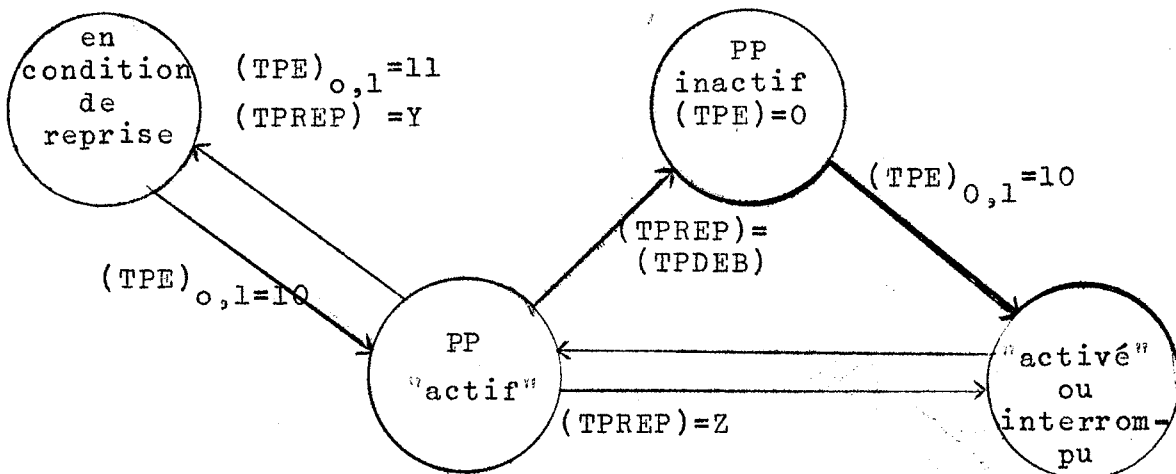 en
condition
de
reprise
(TPE)o,1=11
(TPREP) =Y
PP
inactif
(TPE)=0
(TPE)0,1=10
(TPREP)=
(TPDEB)
(TPE)o,1=10
PP
"actif"
(TPREP)=Z
"activé"
ou
interrom-
pu